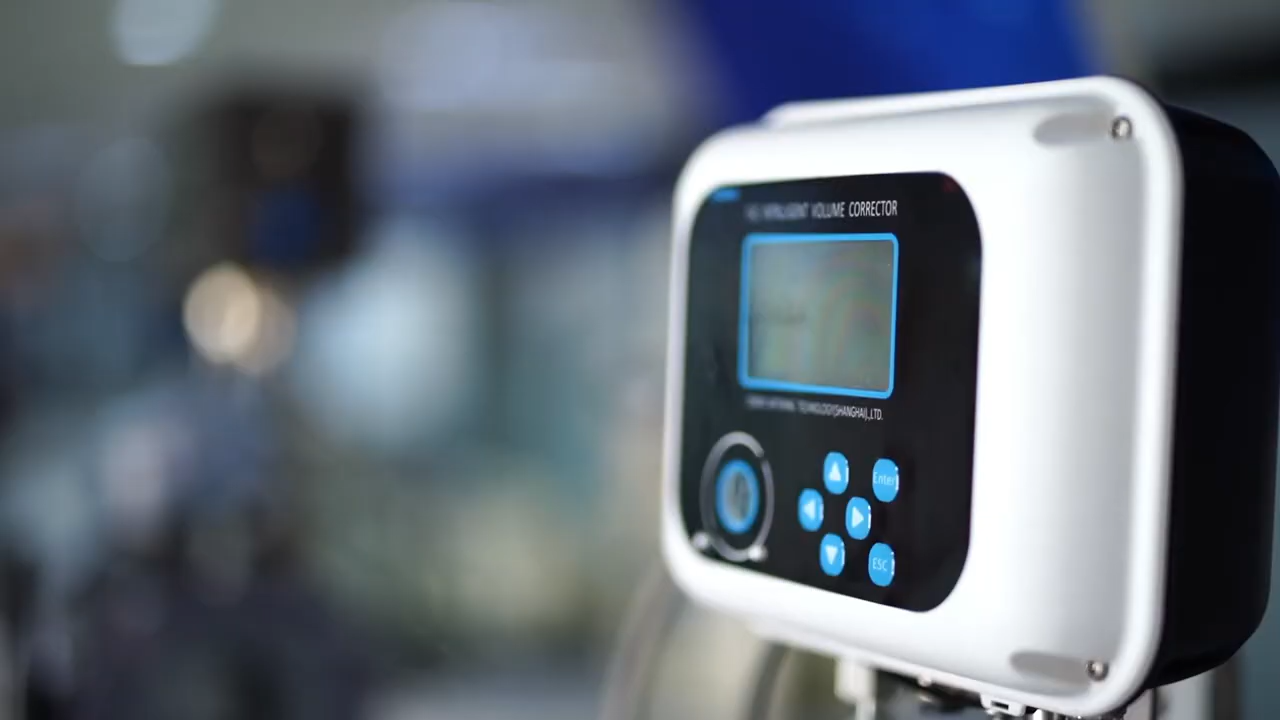 INTELLIGENT VOLUME CORRECTOR
TECHNOLOGY(SHANGHAI),LTD.
Enter
ESC